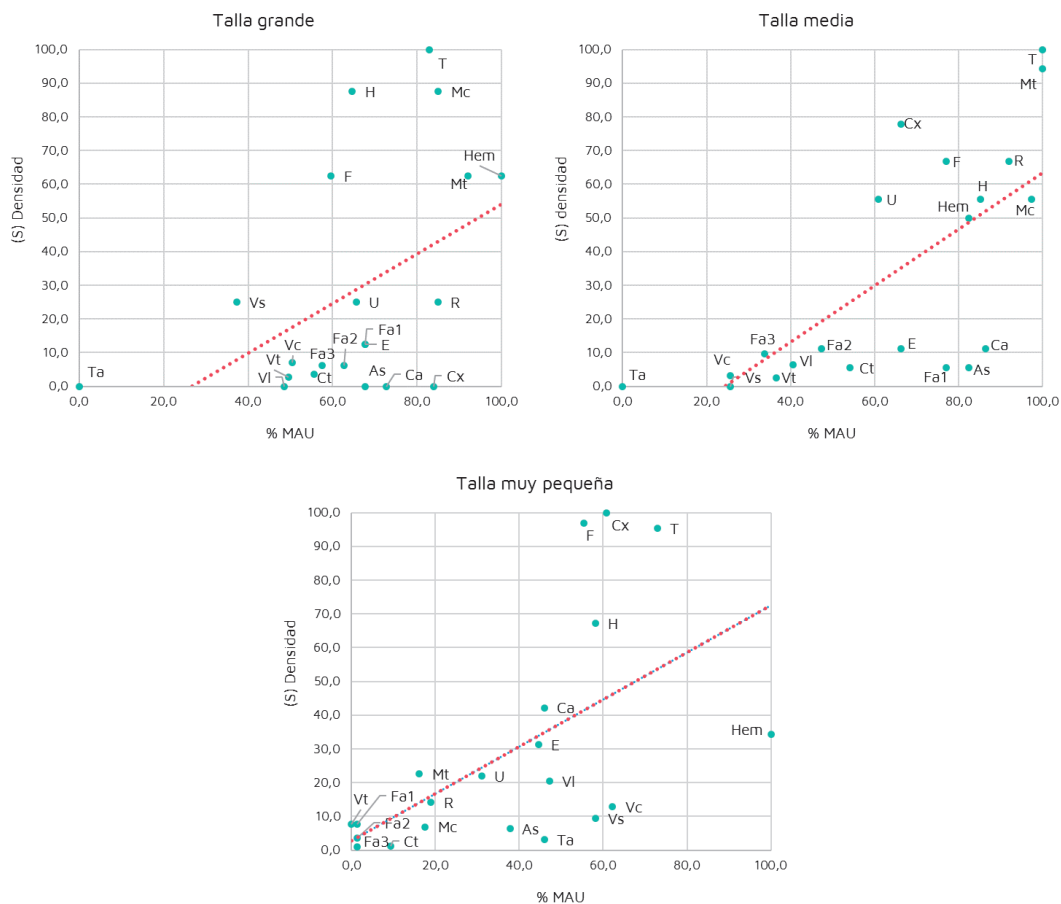 Talla grande
100,0
90,0
80,0
70,0
60,0
50,0
40,0
30,0
20,0
10,0
0,0
(S) Densidad
T
H
Mc
Hem
F
Mt
Vs
U
R
Fa1
E
Vc
Fa3
Fa2
Vt
Vl
Ct
As
Ca
Cx
Ta
0,0 20,0 40,0 60,0 80,0 100,0
% MAU
Talla media
100,0
90,0
80,0
70,0
60,0
50,0
40,0
30,0
20,0
10,0
0,0
(S) densidad
T
Mt
Cx
F
R
H
U
Hem
Mc
Fa3
Fa2
E
Ca
Vc
Vl
Ct
Fa1
As
Vs
Vt
Ta
0,0 20,0 40,0 60,0 80,0 100,0
% MAU
Talla muy pequeña
100,0
90,0
80,0
70,0
60,0
50,0
40,0
30,0
20,0
10,0
0,0
(S) Densidad
Cx
F
T
H
Ca
Hem
E
Mt
U
Vl
Vt
Fa1
R
Vc
Vs
Fa2
Mc
As
Fa3
Ct
Ta
0,0 20,0 40,0 60,0 80,0 100,0
% MAU